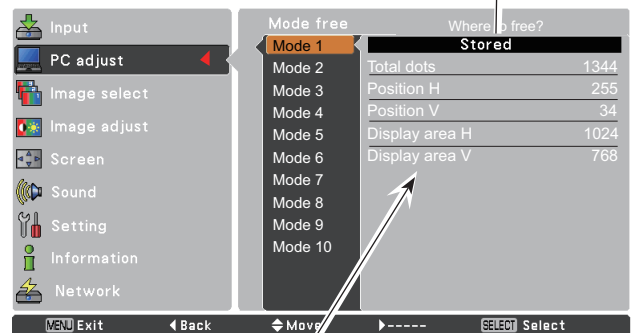 Input
PC adjust
Image select
Image adjust
Screen
Sound
Setting
Information
Network
Mode free
Mode 1
Mode 2
Mode 3
Mode 4
Mode 5
Mode 6
Mode 7
Mode 8
Mode 9
Mode 10
Where to free?
Stored
Total dots 1344
Position H 255
Position V 34
Display area H 1024
Display area V 768
MENU Exit Back Move ----- SELECT Select